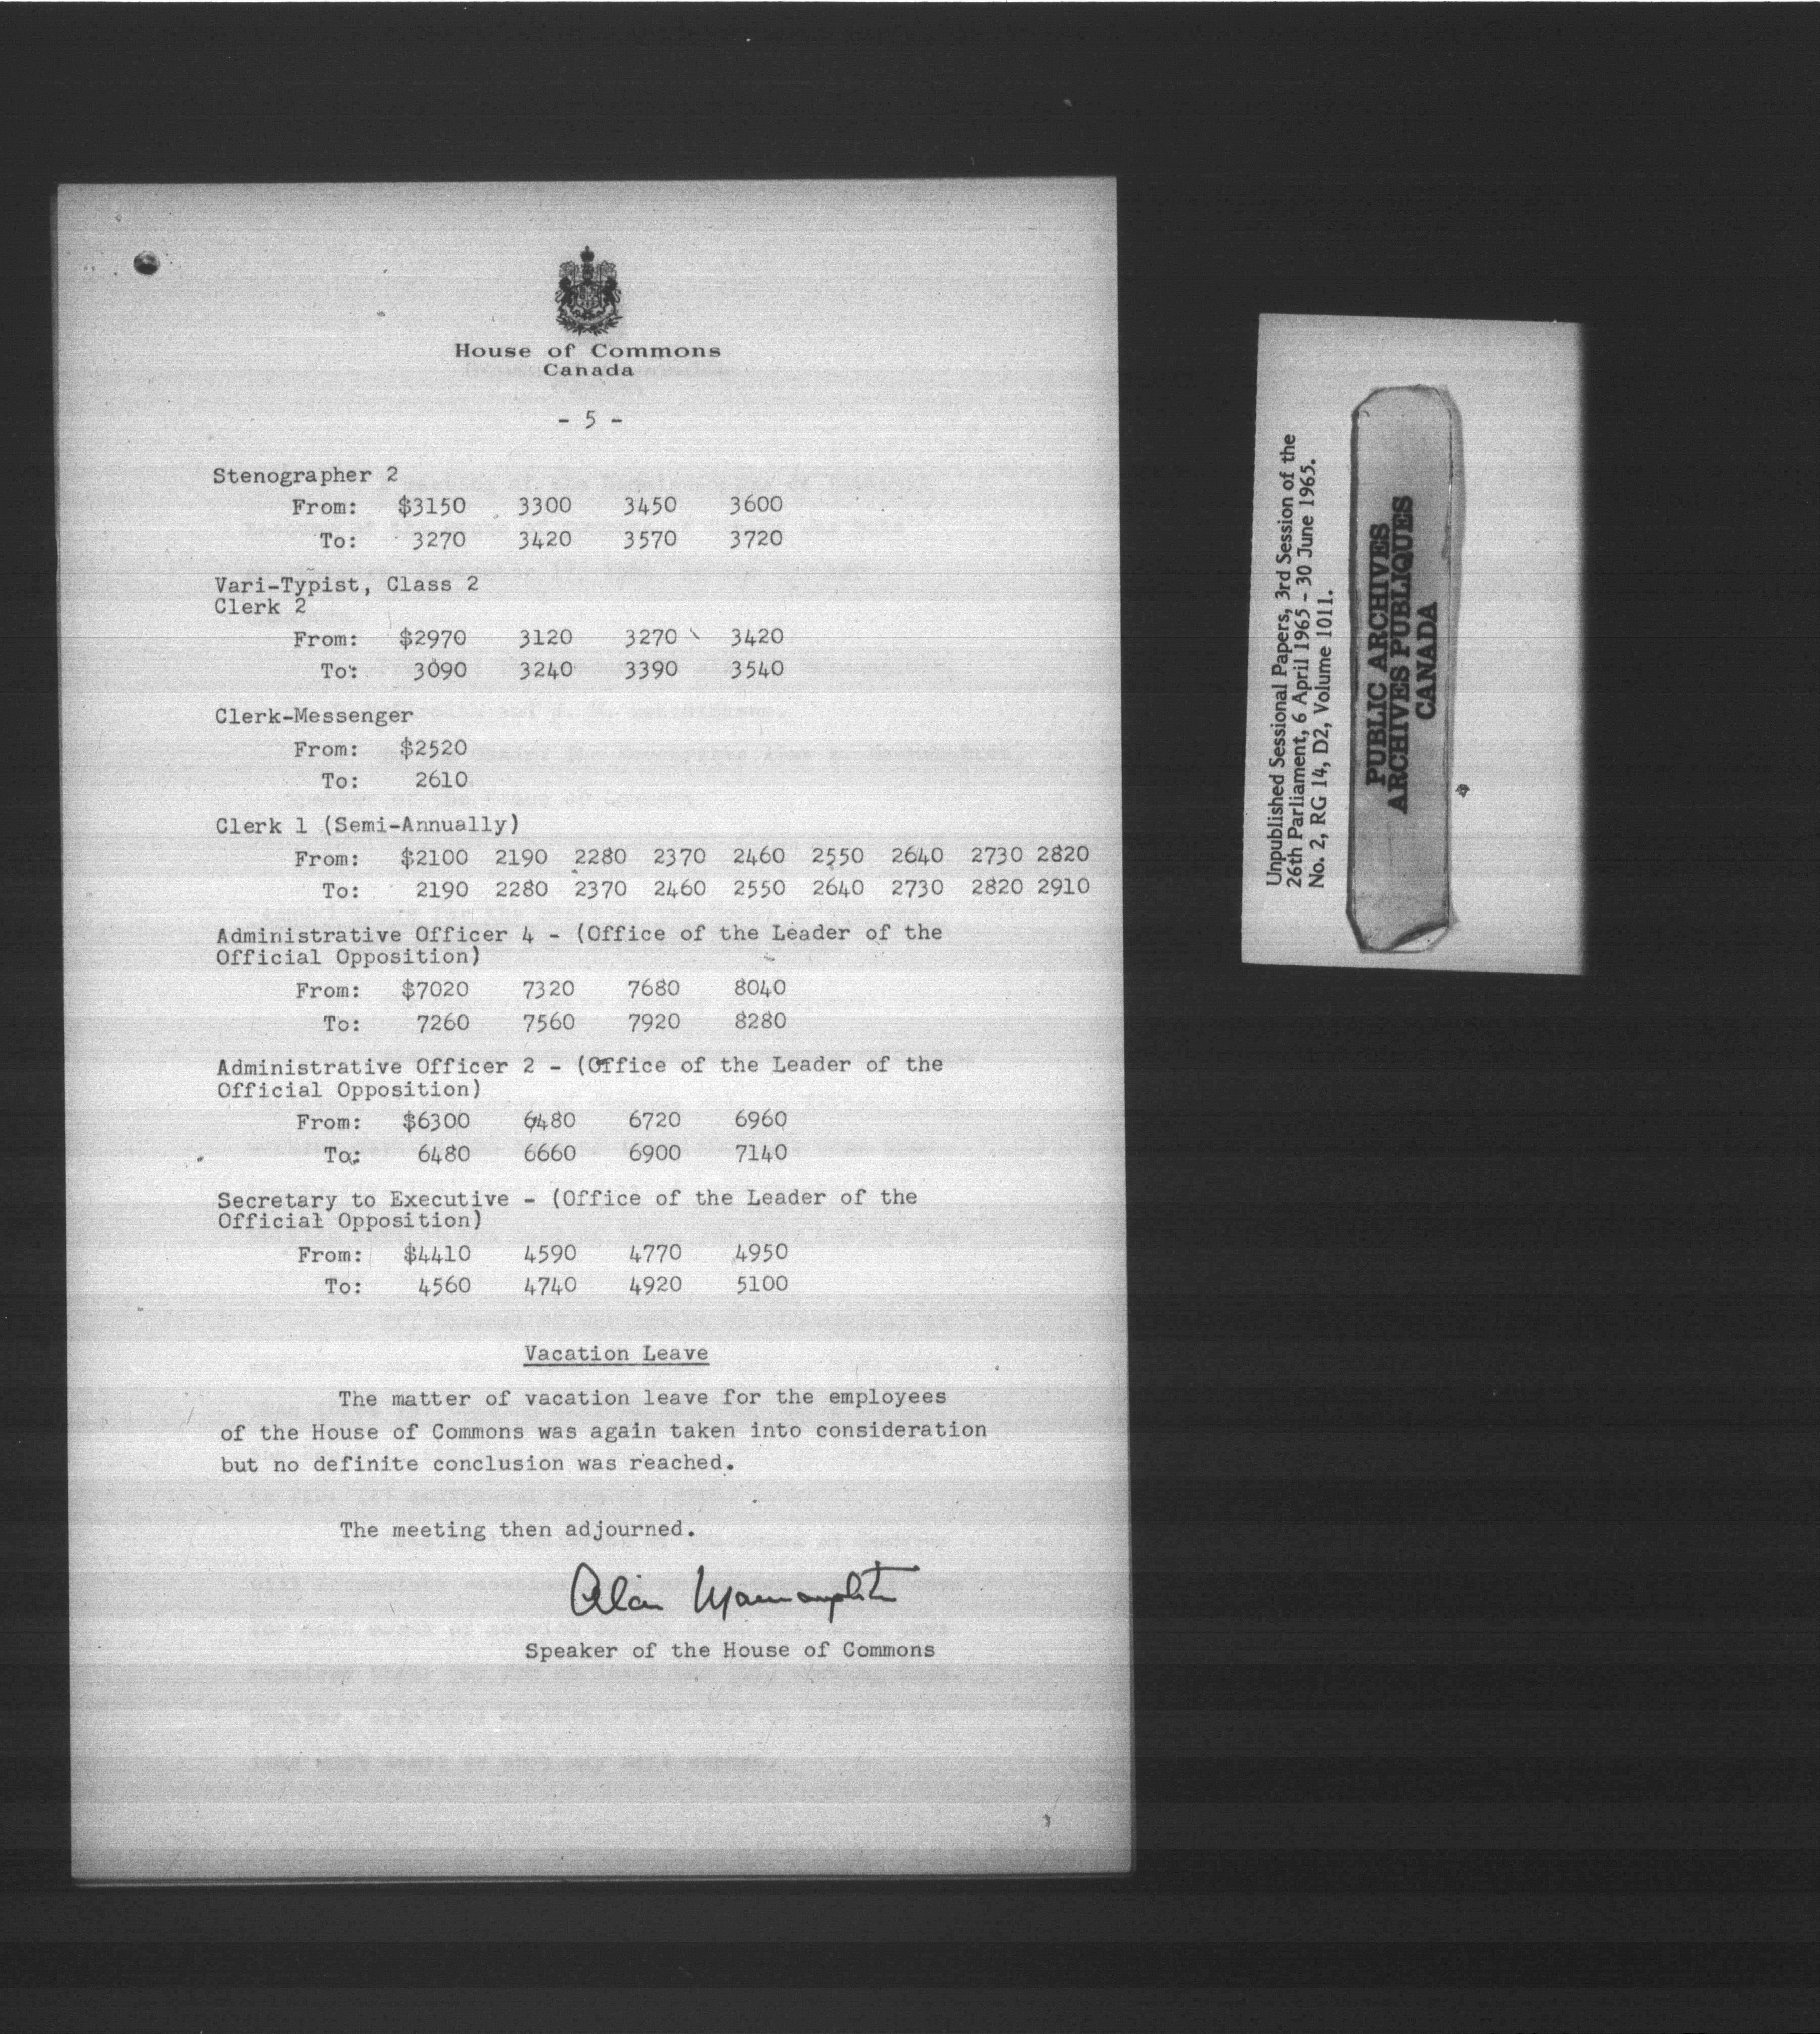 House of Commons
Canada
- 5 -
Stenographer 2
From: $3150 3300 3450 3600
To: 3270 3420 3570 3720
Vari-Typist, Class 2
Clerk 2
From: $2970 3120 3270 3420
To: 3090 3240 3390 3540
Clerk-Messenger
From: $2520
To: 2610
Clerk 1 (Semi-Annually)
From: $2100 2190 2280 2370 2460 2550 2640 2730 2820
To: 2190 2280 2370 2460 2550 2640 2730 2820 2910
Administrative Officer 4 - (Office of the Leader of the
Official Opposition)
From: $7020 7320 7680 8040
To: 7260 7560 7920 8280
Administrative Officer 2 - (Office of the Leader of the
Official Opposition)
From: $6300 6480 6720 6960
To: 6480 6660 6900 7140
Secretary to Executive - (Office of the Leader of the
Official Opposition)
From: $4410 4590 4770 4950
To: 4560 4740 4920 5100
Vacation Leave
The matter of vacation leave for the employees
of the House of Commons was again taken into consideration
but no definite conclusion was reached.
The meeting then adjourned.
Alan Macnaughton
Speaker of the House of Commons
Unpublished Sessional Papers, 3rd Session of the
26th Parliament, 6 April 1965 - 30 June 1965.
No. 2, RG 14, D2, Volume 1011.
PUBLIC ARCHIVES
ARCHIVES PUBLIQUES
CANADA